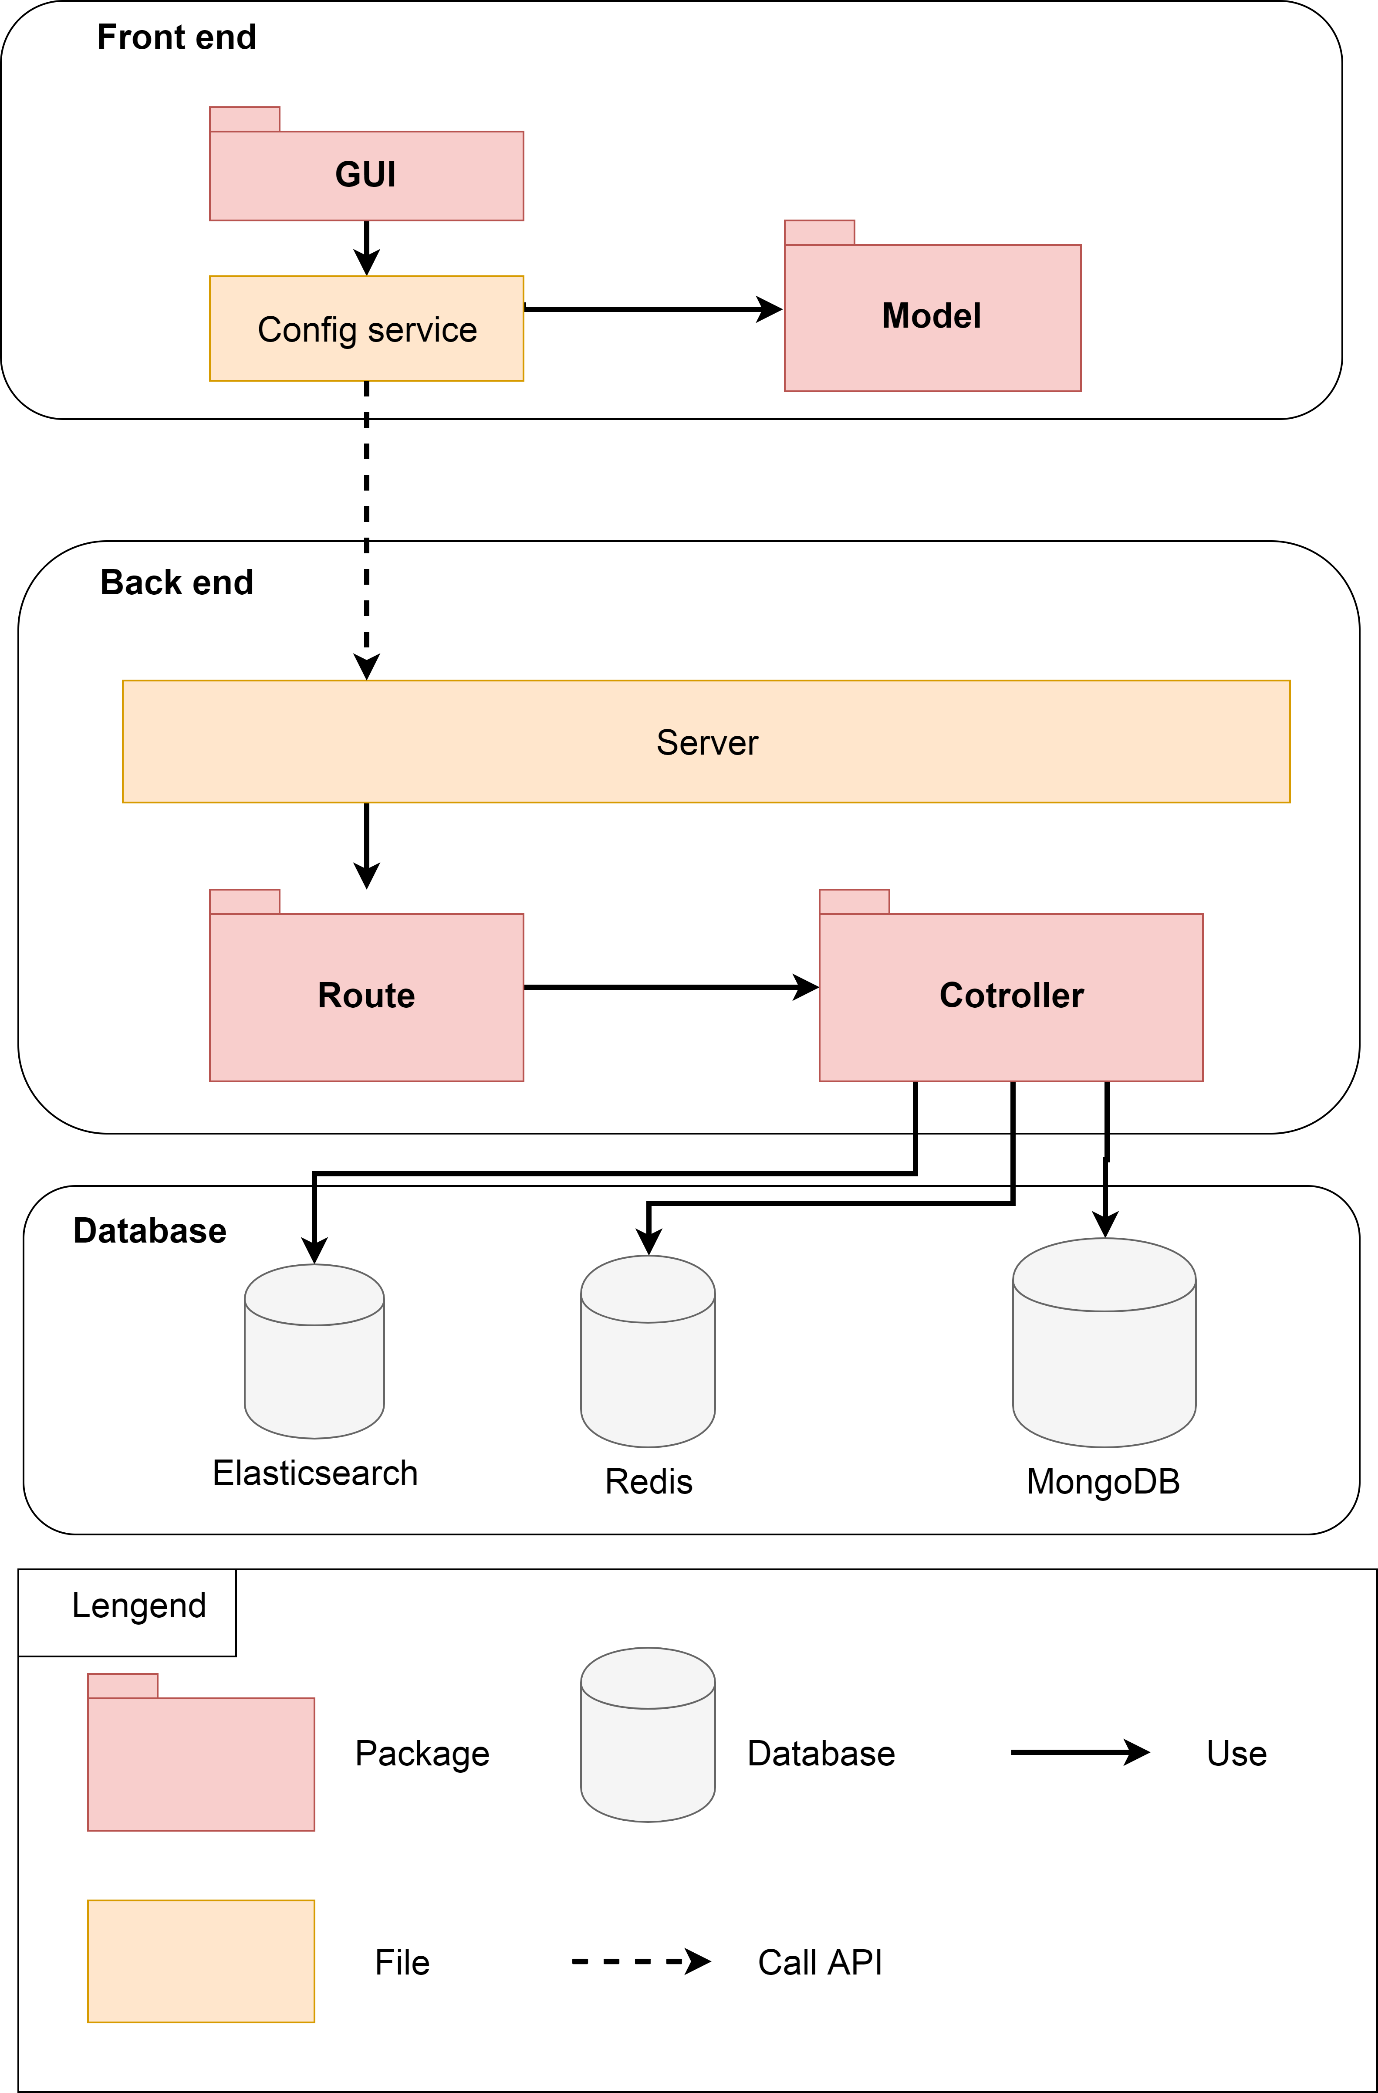 Front end
GUI
Config service
Model
Back end
Server
Route
Cotroller
Database
Elasticsearch
Redis
MongoDB
Lengend
Package
Database
Use
File
Call API